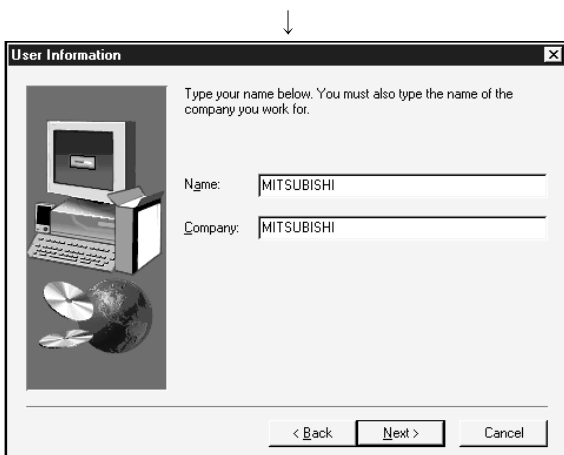 ↓
User Information
Type your name below. You must also type the name of the
company you work for.
Name: MITSUBISHI
Company: MITSUBISHI
< Back Next > Cancel